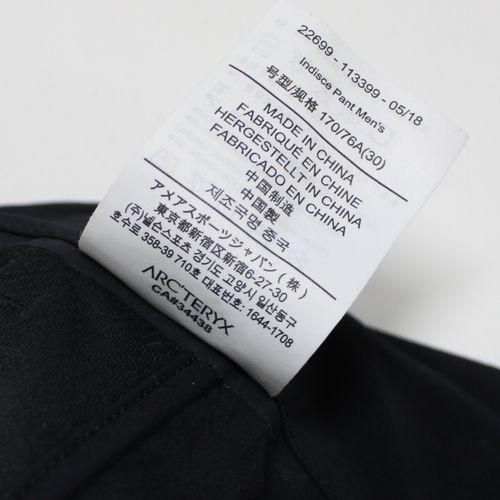 22699 - 113399 - 05/18
Indisce Pant Men's
号型/规格 170/76A(30)
MADE IN CHINA
FABRIQUÉ EN CHINE
HERGESTELLT IN CHINA
FABRICADO EN CHINA
中国制造
中国製
제조국명 중국
アメアスポーツジャパン(株)
東京都新宿区新宿6-27-30
(주)넬슨스포츠 경기도 고양시 일산동구
호수로 358-39 710호 대표번호: 1644-1708
ARC'TERYX
CA#34438